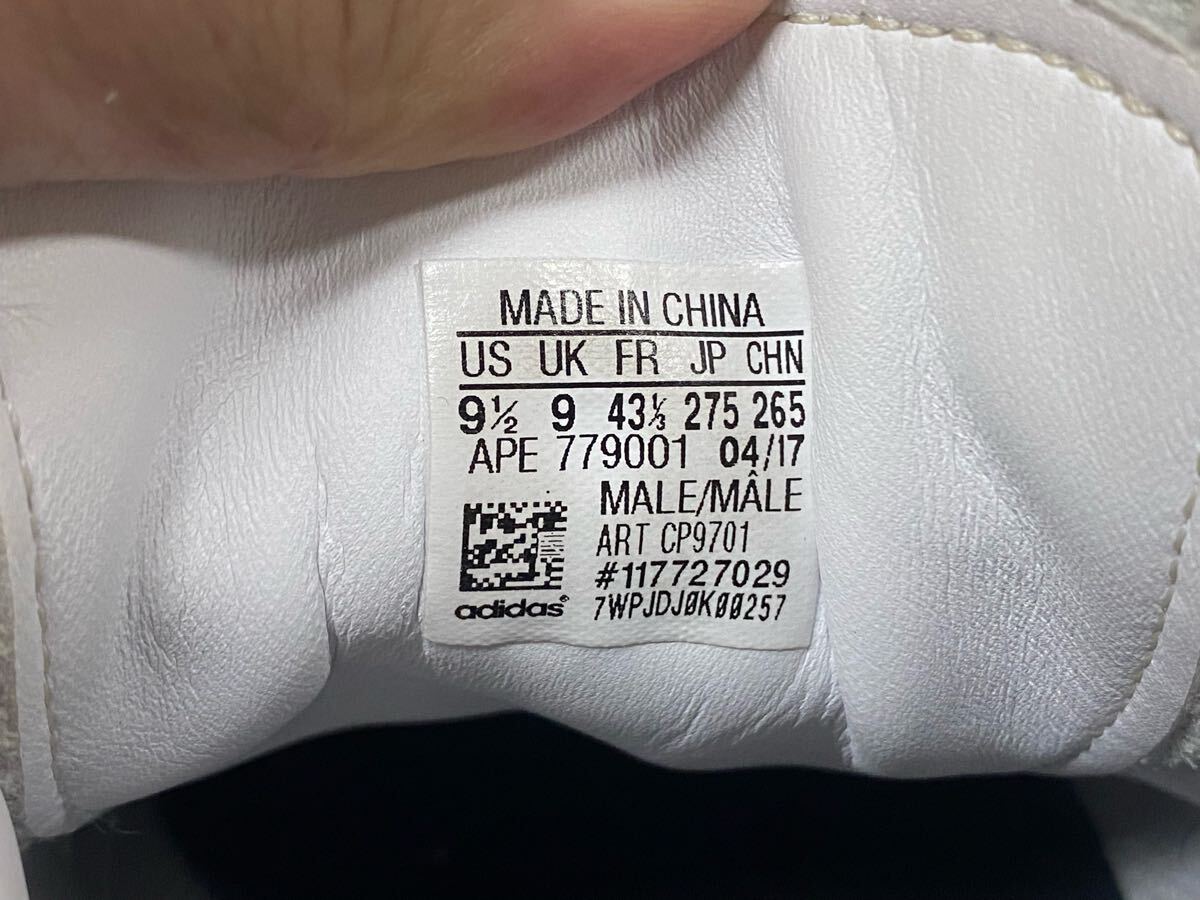 MADE IN CHINA
US UK FR JP CHN
9½ 9 43⅓ 275 265
APE 779001 04/17
MALE/MÂLE
ART CP9701
#117727029
adidas® 7WPJDJ0K00257